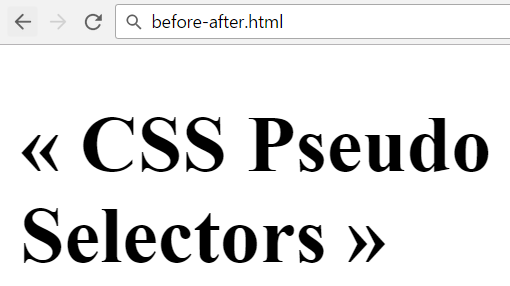 before-after.html
« CSS Pseudo
Selectors »